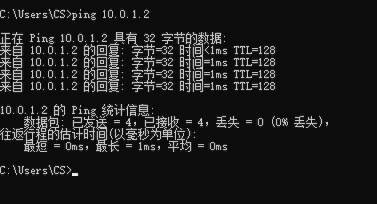 C:\Users\CS>ping 10.0.1.2
正在 Ping 10.0.1.2 具有 32 字节的数据:
来自 10.0.1.2 的回复: 字节=32 时间<1ms TTL=128
来自 10.0.1.2 的回复: 字节=32 时间=1ms TTL=128
来自 10.0.1.2 的回复: 字节=32 时间=1ms TTL=128
来自 10.0.1.2 的回复: 字节=32 时间=1ms TTL=128
10.0.1.2 的 Ping 统计信息:
数据包: 已发送 = 4，已接收 = 4，丢失 = 0 (0% 丢失)，
往返行程的估计时间(以毫秒为单位):
最短 = 0ms，最长 = 1ms，平均 = 0ms
C:\Users\CS>